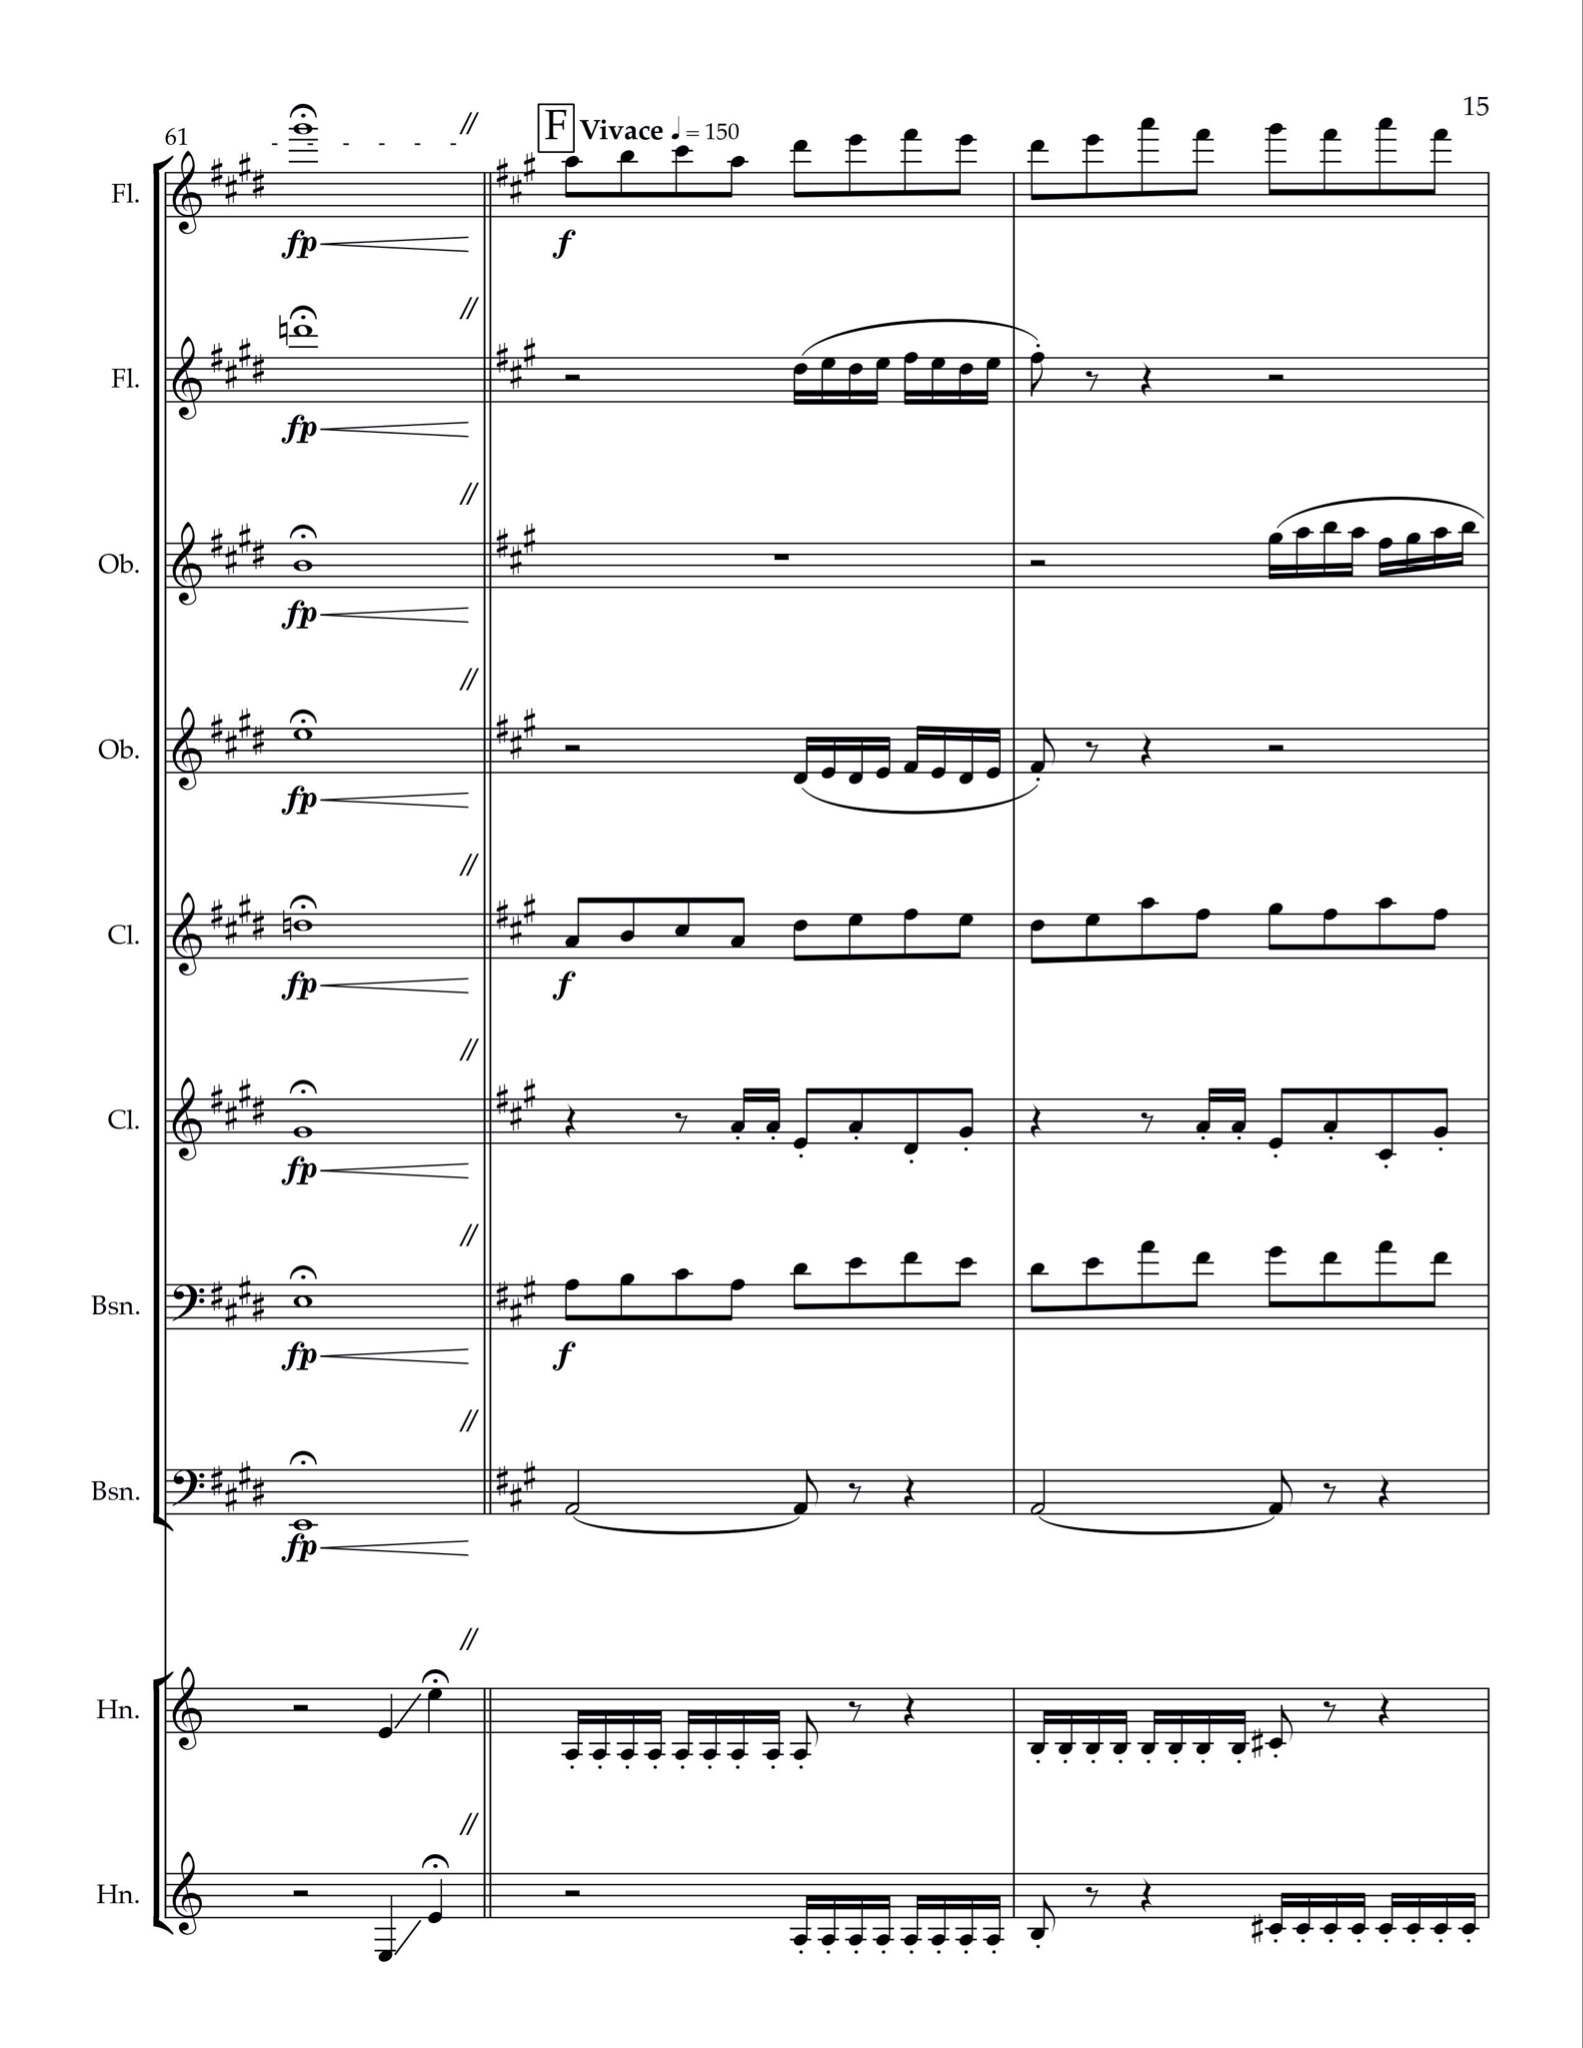 15
61
F Vivace ♩ = 150
Fl.
fp
f
Fl.
fp
Ob.
fp
Ob.
fp
Cl.
fp
f
Cl.
fp
Bsn.
fp
f
Bsn.
fp
Hn.
Hn.